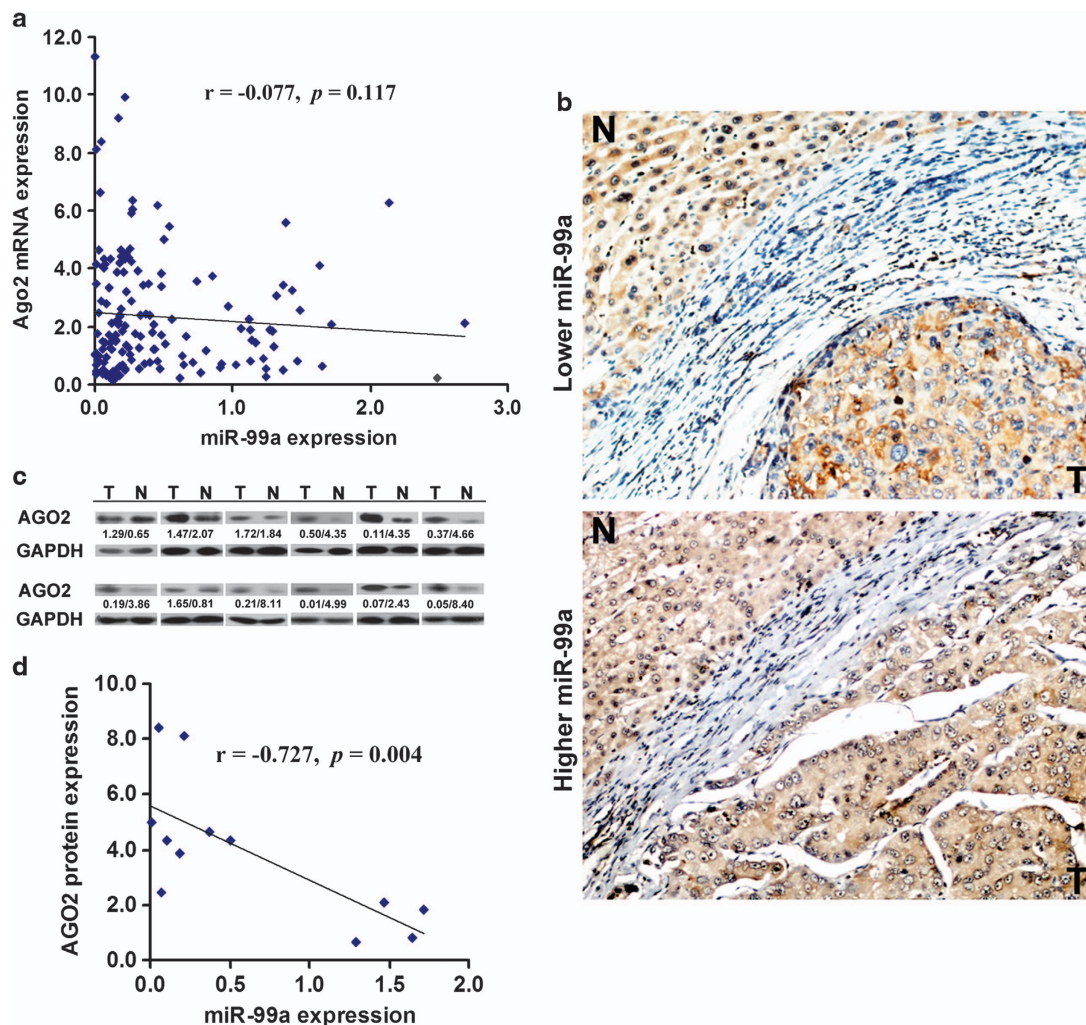 a
12.0
10.0
8.0
6.0
4.0
2.0
0.0
Ago2 mRNA expression
r = -0.077, p = 0.117
0.0 1.0 2.0 3.0
miR-99a expression
b
Lower miR-99a
N
T
Higher miR-99a
N
T
c
T N T N T N T N T N T N
AGO2
1.29/0.65 1.47/2.07 1.72/1.84 0.50/4.35 0.11/4.35 0.37/4.66
GAPDH
AGO2
0.19/3.86 1.65/0.81 0.21/8.11 0.01/4.99 0.07/2.43 0.05/8.40
GAPDH
d
10.0
8.0
6.0
4.0
2.0
0.0
AGO2 protein expression
r = -0.727, p = 0.004
0.0 0.5 1.0 1.5 2.0
miR-99a expression